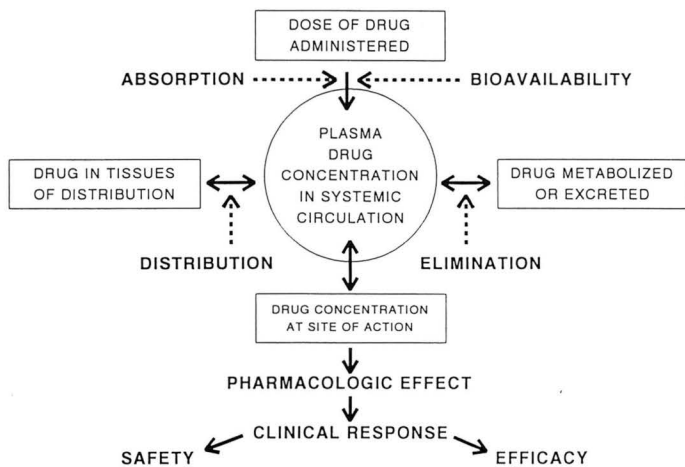 DOSE OF DRUG
ADMINISTERED
ABSORPTION
BIOAVAILABILITY
PLASMA
DRUG
CONCENTRATION
IN SYSTEMIC
CIRCULATION
DRUG IN TISSUES
OF DISTRIBUTION
DRUG METABOLIZED
OR EXCRETED
DISTRIBUTION
ELIMINATION
DRUG CONCENTRATION
AT SITE OF ACTION
PHARMACOLOGIC EFFECT
CLINICAL RESPONSE
SAFETY
EFFICACY